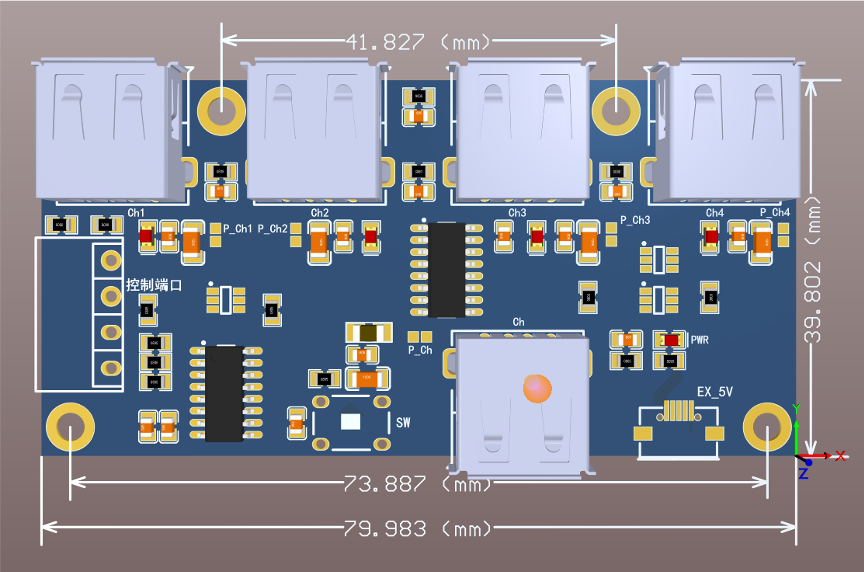 41.827 (mm)
Ch1
Ch2
Ch3
Ch4
P_Ch4
P_Ch1
P_Ch2
P_Ch3
控制端口
39.802 (mm)
Ch
P_Ch
PWR
EX_5V
SW
Y
X
Z
73.887 (mm)
79.983 (mm)